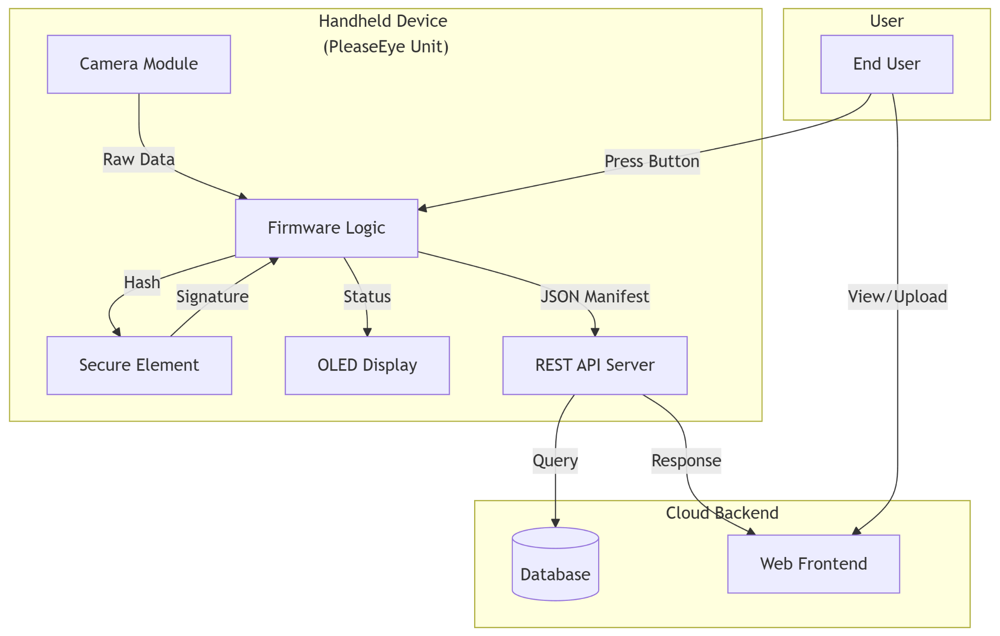 Handheld Device
(PleaseEye Unit)
User
Camera Module
End User
Raw Data
Press Button
Firmware Logic
Hash
Signature
Status
JSON Manifest
View/Upload
Secure Element
OLED Display
REST API Server
Query
Response
Cloud Backend
Database
Web Frontend